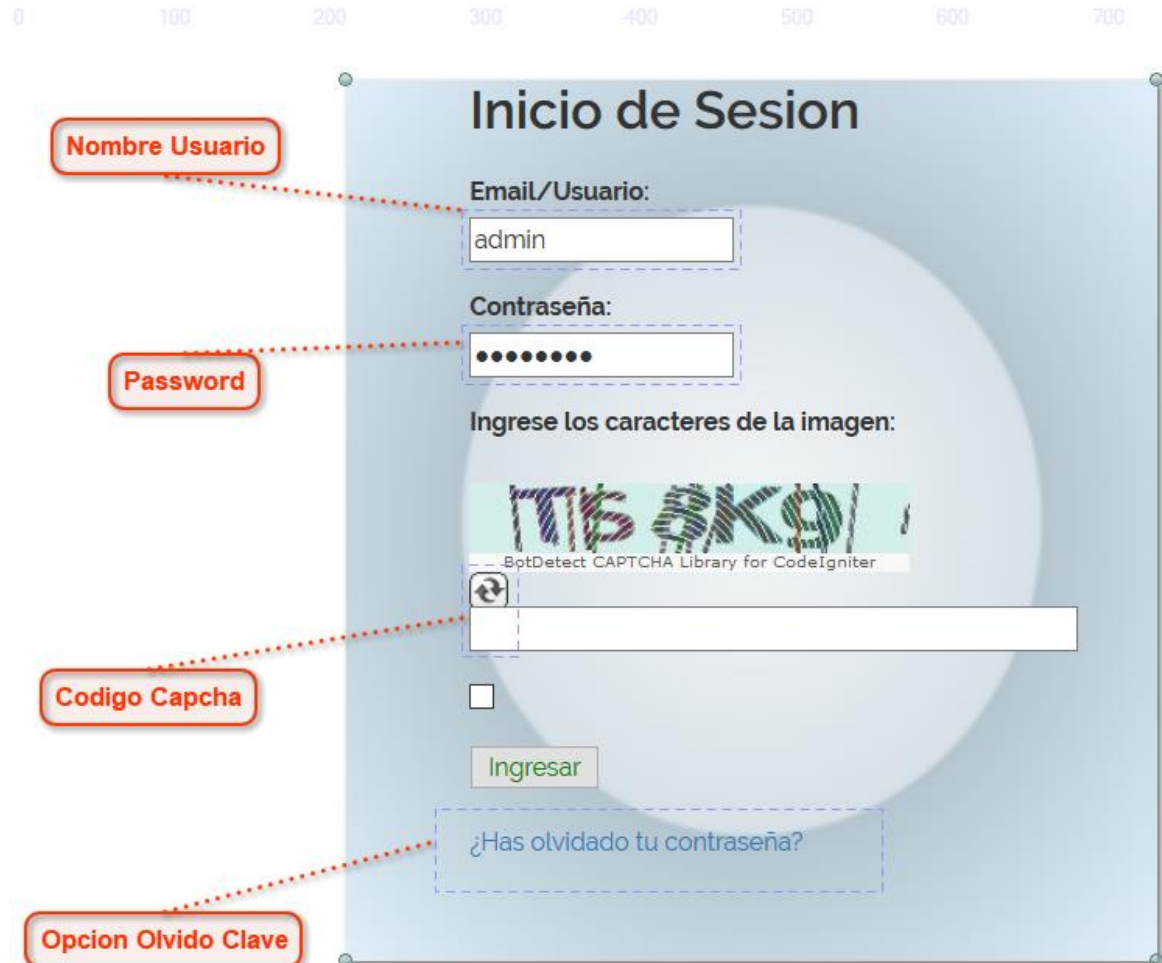 0 100 200 300 400 500 600 700
Inicio de Sesion
Nombre Usuario
Email/Usuario:
admin
Contraseña:
Password
Ingrese los caracteres de la imagen:
BotDetect CAPTCHA Library for CodeIgniter
Codigo Capcha
Ingresar
¿Has olvidado tu contraseña?
Opcion Olvido Clave